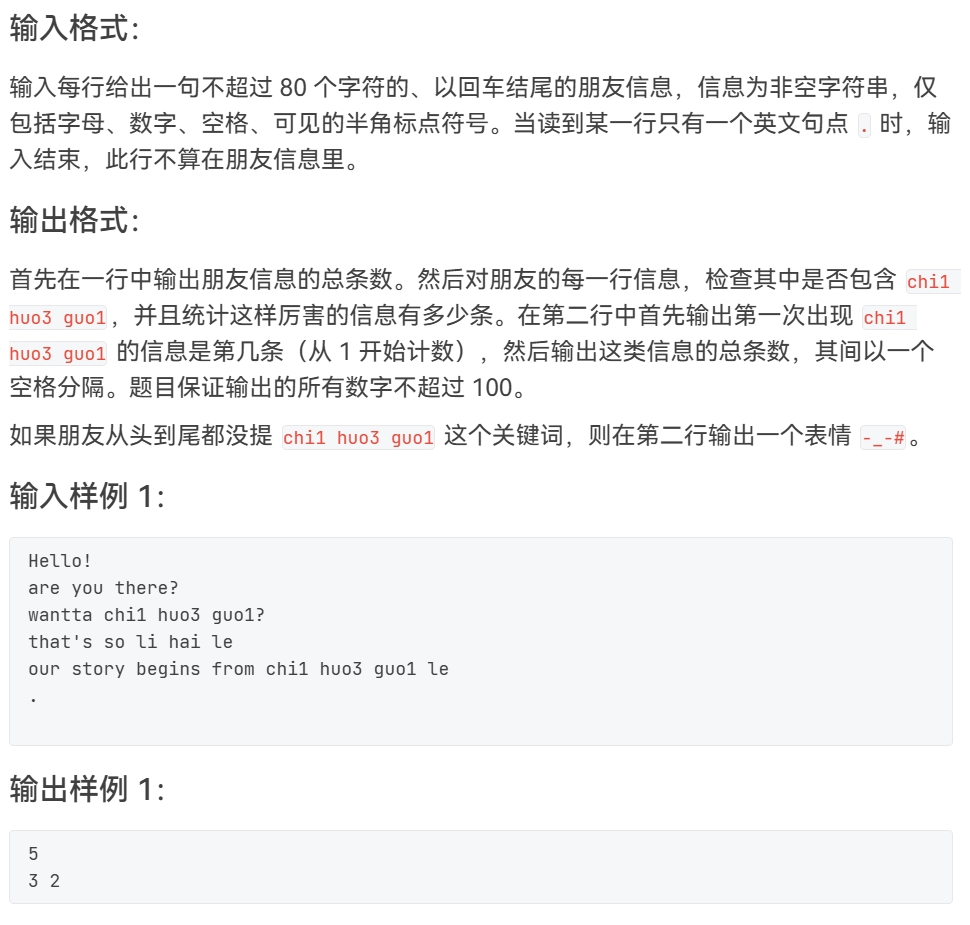 输入格式：
输入每行给出一句不超过 80 个字符的、以回车结尾的朋友信息，信息为非空字符串，仅
包括字母、数字、空格、可见的半角标点符号。当读到某一行只有一个英文句点 . 时，输
入结束，此行不算在朋友信息里。
输出格式：
首先在一行中输出朋友信息的总条数。然后对朋友的每一行信息，检查其中是否包含 chi1
huo3 guo1，并且统计这样厉害的信息有多少条。在第二行中首先输出第一次出现 chi1
huo3 guo1 的信息是第几条（从 1 开始计数），然后输出这类信息的总条数，其间以一个
空格分隔。题目保证输出的所有数字不超过 100。
如果朋友从头到尾都没提 chi1 huo3 guo1 这个关键词，则在第二行输出一个表情 -_-#。
输入样例 1：
Hello!
are you there?
wantta chi1 huo3 guo1?
that's so li hai le
our story begins from chi1 huo3 guo1 le
.
输出样例 1：
5
3 2